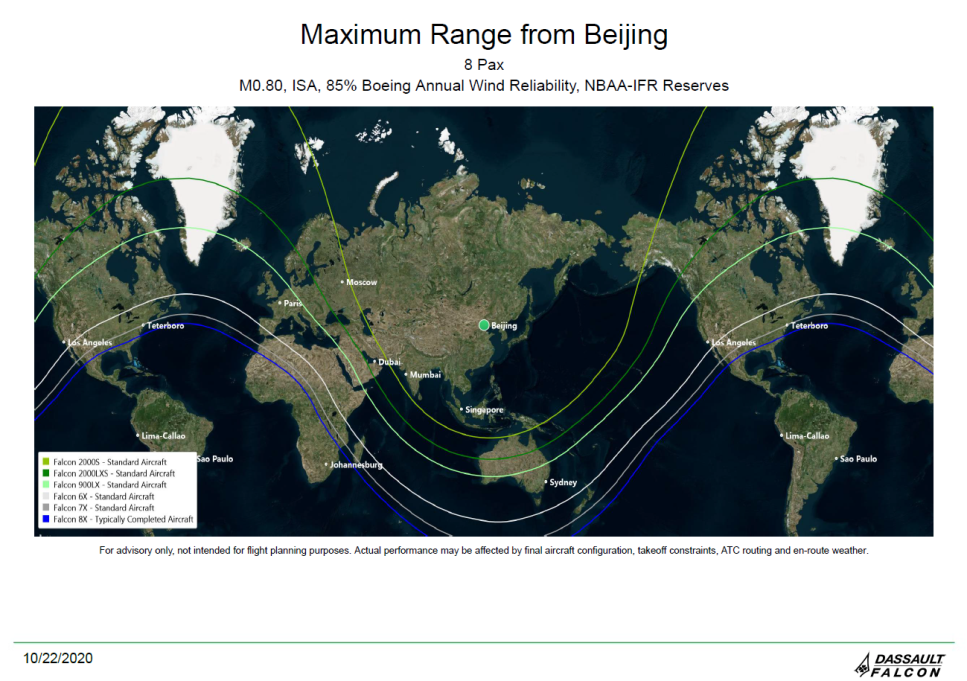 Maximum Range from Beijing
8 Pax
M0.80, ISA, 85% Boeing Annual Wind Reliability, NBAA-IFR Reserves
Moscow
Paris
Beijing
Teterboro
Teterboro
Los Angeles
Los Angeles
Dubai
Mumbai
Singapore
Lima-Callao
Lima-Callao
Sao Paulo
Sao Paulo
Johannesburg
Sydney
Falcon 2000S - Standard Aircraft
Falcon 2000LXS - Standard Aircraft
Falcon 900LX - Standard Aircraft
Falcon 6X - Standard Aircraft
Falcon 7X - Standard Aircraft
Falcon 8X - Typically Completed Aircraft
For advisory only, not intended for flight planning purposes. Actual performance may be affected by final aircraft configuration, takeoff constraints, ATC routing and en-route weather.
10/22/2020
DASSAULT
FALCON